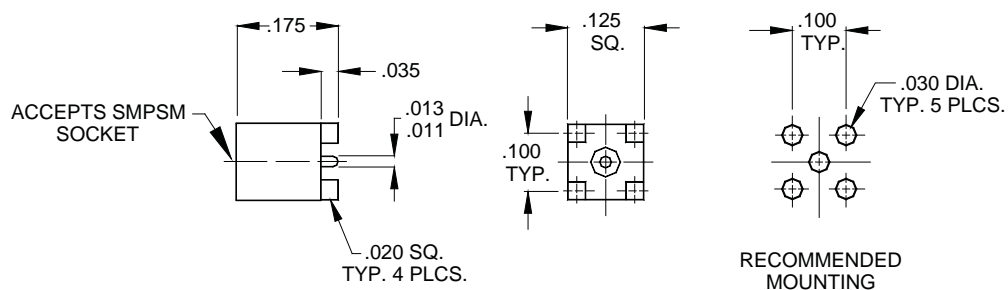 .175
.035
ACCEPTS SMPSM
SOCKET
.013
.011 DIA.
.020 SQ.
TYP. 4 PLCS.
.125
SQ.
.100
TYP.
.100
TYP.
.030 DIA.
TYP. 5 PLCS.
RECOMMENDED
MOUNTING